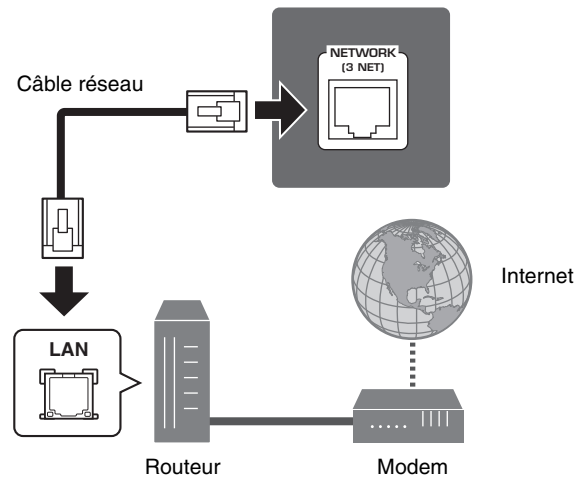 NETWORK
(3 NET)
Câble réseau
Internet
LAN
Routeur
Modem